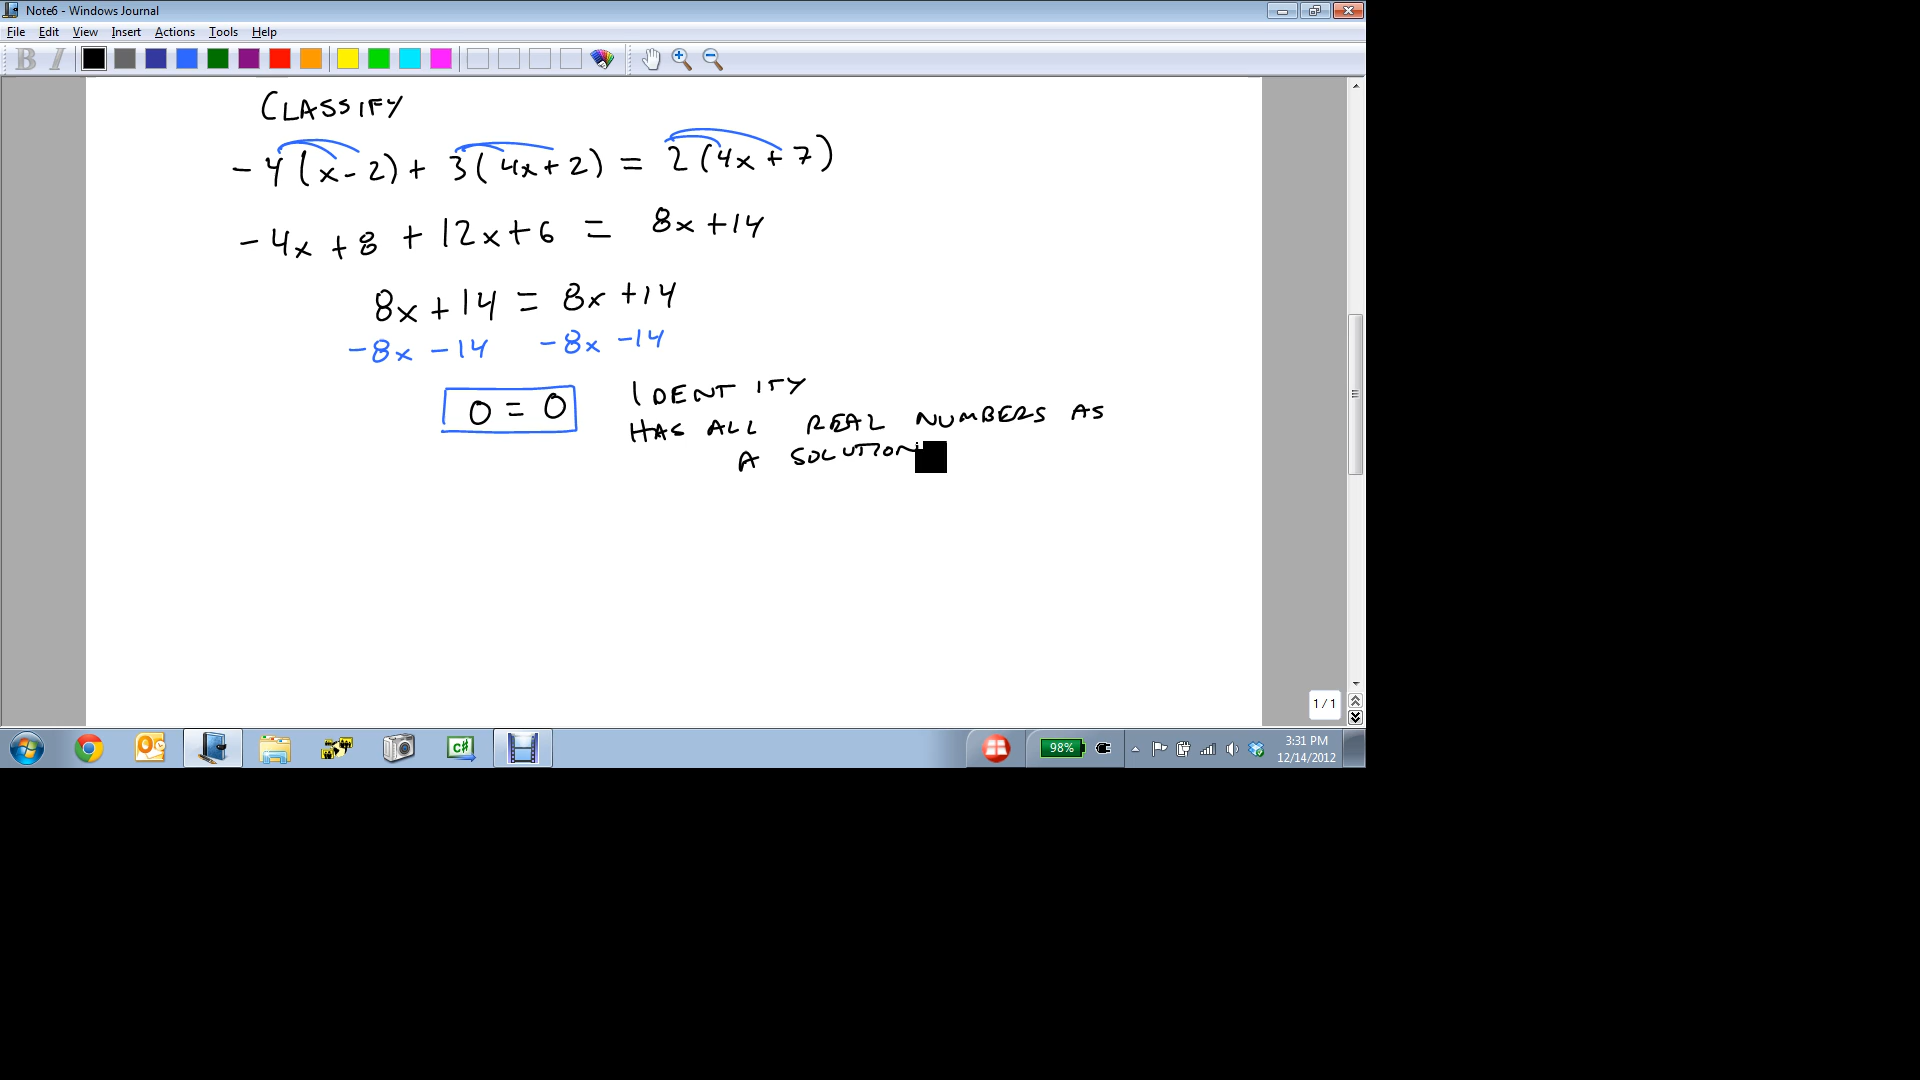 Note6 - Windows Journal
File Edit View Insert Actions Tools Help
B I
CLASSIFY
-4(x-2)+3(4x+2)=2(4x+7)
-4x+8+12x+6=8x+14
8x+14=8x+14
-8x-14 -8x-14
0=0
IDENTITY
HAS ALL REAL NUMBERS AS
A SOLUTION
1 / 1
C#
98%
3:31 PM
12/14/2012